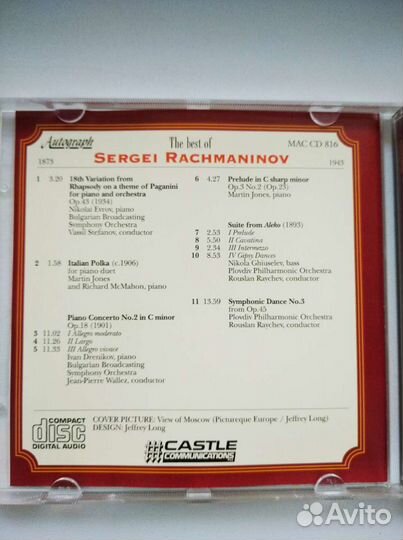 Autograph
The best of
MAC CD 816
SERGEI RACHMANINOV
1873
1943
1 3.20 18th Variation from
Rhapsody on a theme of Paganini
for piano and orchestra
Op.43 (1934)
Nikolai Evrov, piano
Bulgarian Broadcasting
Symphony Orchestra
Vassil Stefanov, conductor
2 1.58 Italian Polka (c.1906)
for piano duet
Martin Jones
and Richard McMahon, piano
Piano Concerto No.2 in C minor
Op.18 (1901)
3 11.02 I Allegro moderato
4 11.26 II Largo
5 11.33 III Allegro vivace
Ivan Drenikov, piano
Bulgarian Broadcasting
Symphony Orchestra
Jean-Pierre Wallez, conductor
6 4.27 Prelude in C sharp minor
Op.3 No.2 (Op.23)
Martin Jones, piano
Suite from Aleko (1893)
7 2.53 I Prelude
8 5.50 II Cavatina
9 2.34 III Intermezzo
10 8.53 IV Gipsy Dances
Nikola Ghiuselev, bass
Plovdiv Philharmonic Orchestra
Rouslan Raychev, conductor
11 13.59 Symphonic Dance No.3
from Op.45
Plovdiv Philharmonic Orchestra
Rouslan Raychev, conductor
COMPACT
disc
DIGITAL AUDIO
COVER PICTURE: View of Moscow (Picturesque Europe / Jeffrey Long)
DESIGN: Jeffrey Long
CASTLE
COMMUNICATIONS
Avito